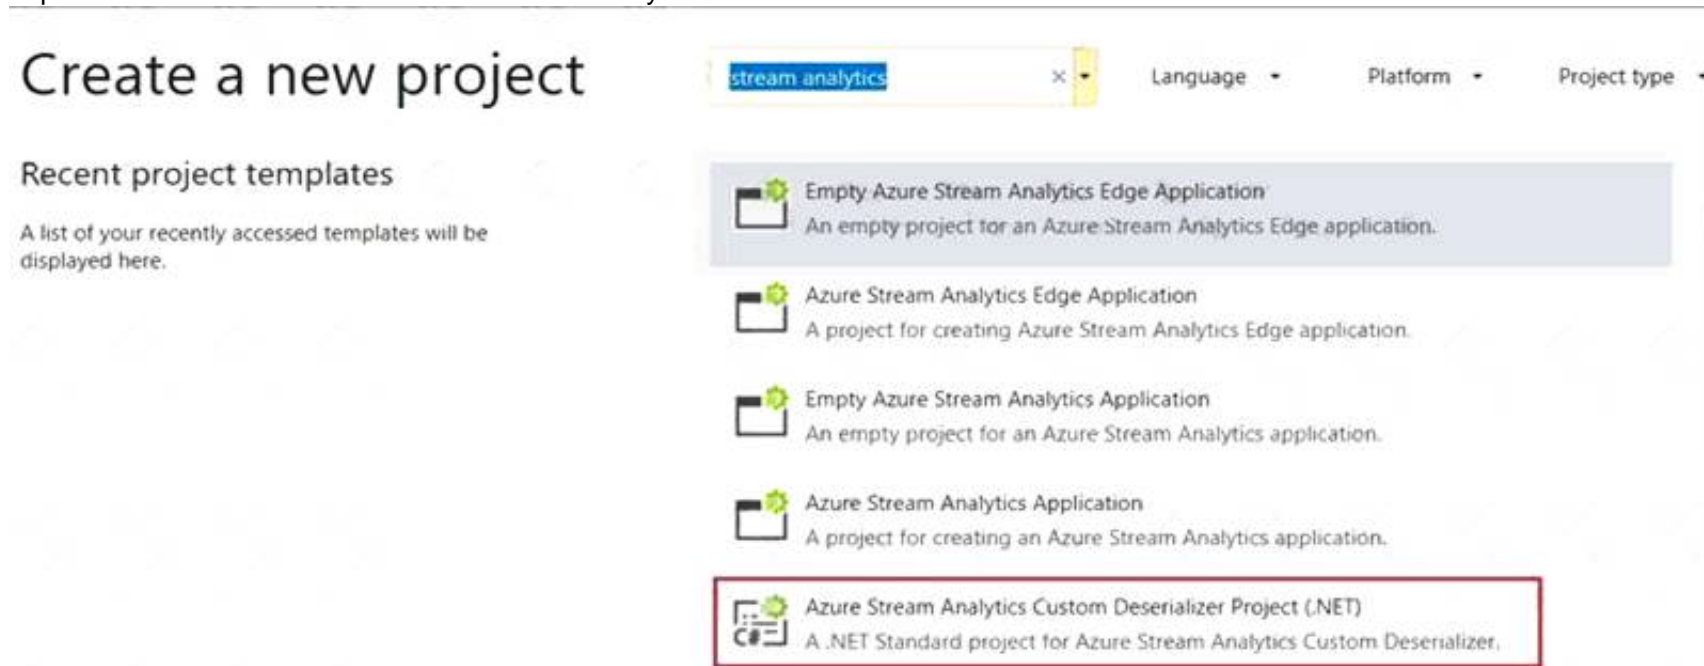 Create a new project
stream analytics
Language
Platform
Project type
Recent project templates
A list of your recently accessed templates will be
displayed here.
Empty Azure Stream Analytics Edge Application
An empty project for an Azure Stream Analytics Edge application.
Azure Stream Analytics Edge Application
A project for creating Azure Stream Analytics Edge application.
Empty Azure Stream Analytics Application
An empty project for an Azure Stream Analytics application.
Azure Stream Analytics Application
A project for creating an Azure Stream Analytics application.
Azure Stream Analytics Custom Deserializer Project (.NET)
C#
A .NET Standard project for Azure Stream Analytics Custom Deserializer.